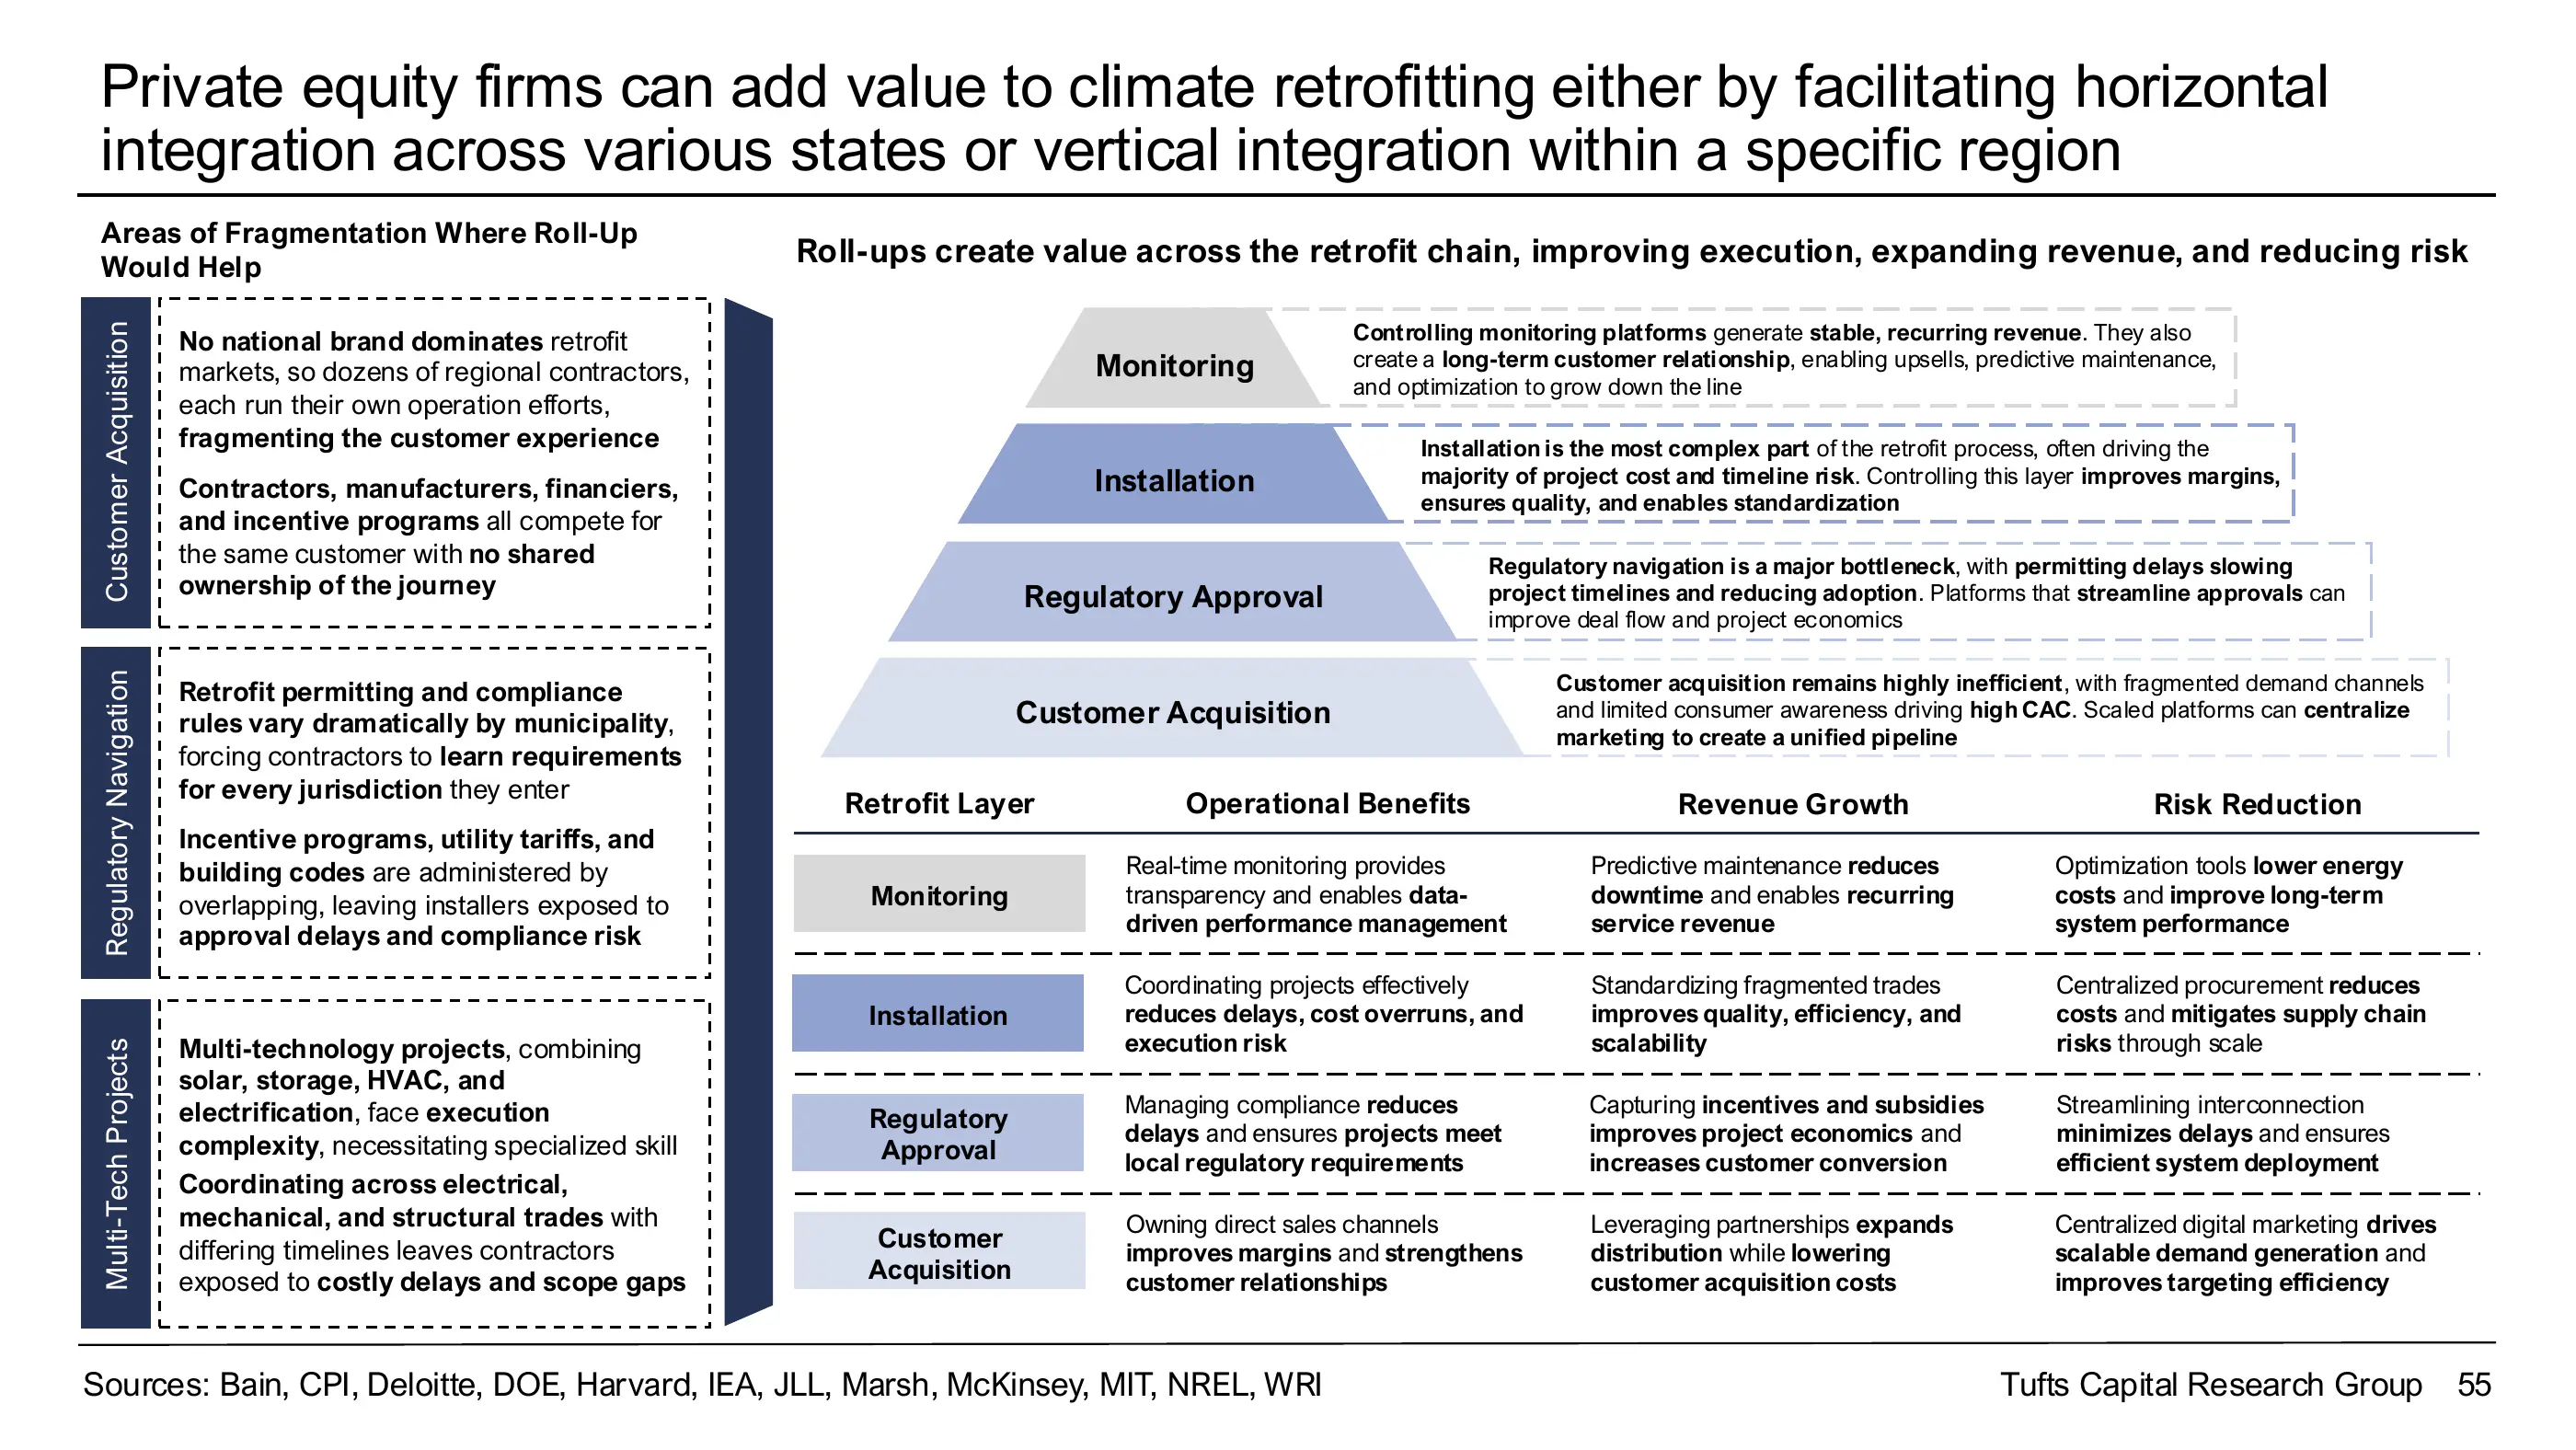 Private equity firms can add value to climate retrofitting either by facilitating horizontal
integration across various states or vertical integration within a specific region
Areas of Fragmentation Where Roll-Up
Would Help
Customer Acquisition
No national brand dominates retrofit
markets, so dozens of regional contractors,
each run their own operation efforts,
fragmenting the customer experience
Contractors, manufacturers, financiers,
and incentive programs all compete for
the same customer with no shared
ownership of the journey
Regulatory Navigation
Retrofit permitting and compliance
rules vary dramatically by municipality,
forcing contractors to learn requirements
for every jurisdiction they enter
Incentive programs, utility tariffs, and
building codes are administered by
overlapping, leaving installers exposed to
approval delays and compliance risk
Multi-Tech Projects
Multi-technology projects, combining
solar, storage, HVAC, and
electrification, face execution
complexity, necessitating specialized skill
Coordinating across electrical,
mechanical, and structural trades with
differing timelines leaves contractors
exposed to costly delays and scope gaps
Roll-ups create value across the retrofit chain, improving execution, expanding revenue, and reducing risk
Monitoring
Controlling monitoring platforms generate stable, recurring revenue. They also
create a long-term customer relationship, enabling upsells, predictive maintenance,
and optimization to grow down the line
Installation
Installation is the most complex part of the retrofit process, often driving the
majority of project cost and timeline risk. Controlling this layer improves margins,
ensures quality, and enables standardization
Regulatory Approval
Regulatory navigation is a major bottleneck, with permitting delays slowing
project timelines and reducing adoption. Platforms that streamline approvals can
improve deal flow and project economics
Customer Acquisition
Customer acquisition remains highly inefficient, with fragmented demand channels
and limited consumer awareness driving high CAC. Scaled platforms can centralize
marketing to create a unified pipeline
Retrofit Layer
Operational Benefits
Revenue Growth
Risk Reduction
Monitoring
Real-time monitoring provides
transparency and enables data-
driven performance management
Predictive maintenance reduces
downtime and enables recurring
service revenue
Optimization tools lower energy
costs and improve long-term
system performance
Installation
Coordinating projects effectively
reduces delays, cost overruns, and
execution risk
Standardizing fragmented trades
improves quality, efficiency, and
scalability
Centralized procurement reduces
costs and mitigates supply chain
risks through scale
Regulatory
Approval
Managing compliance reduces
delays and ensures projects meet
local regulatory requirements
Capturing incentives and subsidies
improves project economics and
increases customer conversion
Streamlining interconnection
minimizes delays and ensures
efficient system deployment
Customer
Acquisition
Owning direct sales channels
improves margins and strengthens
customer relationships
Leveraging partnerships expands
distribution while lowering
customer acquisition costs
Centralized digital marketing drives
scalable demand generation and
improves targeting efficiency
Sources: Bain, CPI, Deloitte, DOE, Harvard, IEA, JLL, Marsh, McKinsey, MIT, NREL, WRI
Tufts Capital Research Group 55